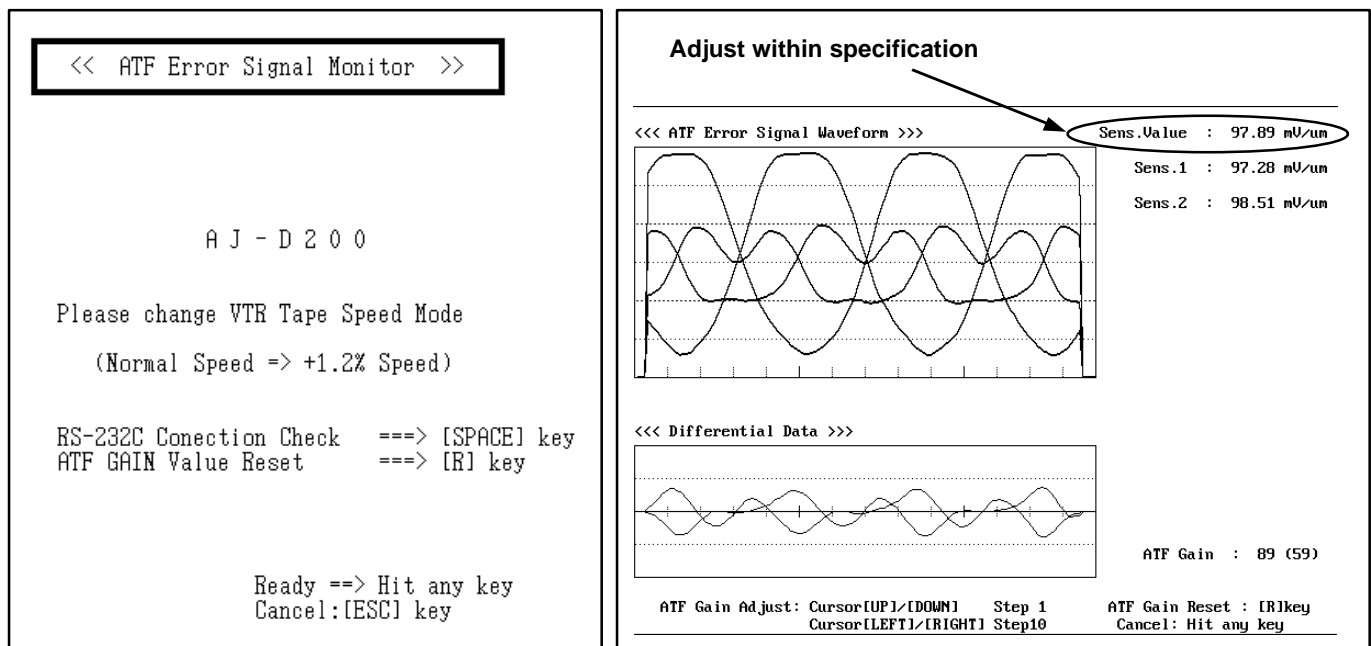 << ATF Error Signal Monitor >>
A J - D 2 0 0
Please change VTR Tape Speed Mode
(Normal Speed => +1.2% Speed)
RS-232C Conection Check ===> [SPACE] key
ATF GAIN Value Reset ===> [R] key
Ready ==> Hit any key
Cancel:[ESC] key
Adjust within specification
<<< ATF Error Signal Waveform >>>
Sens.Value : 97.89 mV/um
Sens.1 : 97.28 mV/um
Sens.2 : 98.51 mV/um
<<< Differential Data >>>
ATF Gain : 89 (59)
ATF Gain Adjust: Cursor[UP]/[DOWN] Step 1
Cursor[LEFT]/[RIGHT] Step10
ATF Gain Reset : [R]key
Cancel: Hit any key